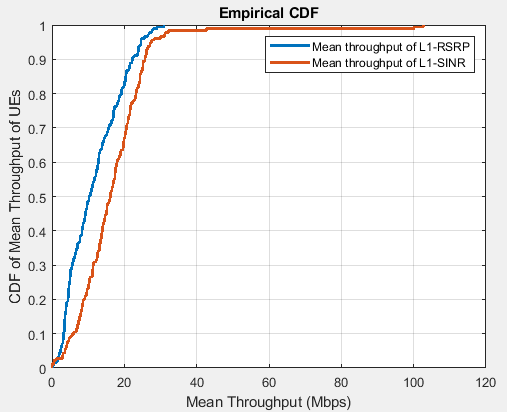 Empirical CDF
Mean throughput of L1-RSRP
Mean throughput of L1-SINR
CDF of Mean Throughput of UEs
1
0.9
0.8
0.7
0.6
0.5
0.4
0.3
0.2
0.1
0
0 20 40 60 80 100 120
Mean Throughput (Mbps)